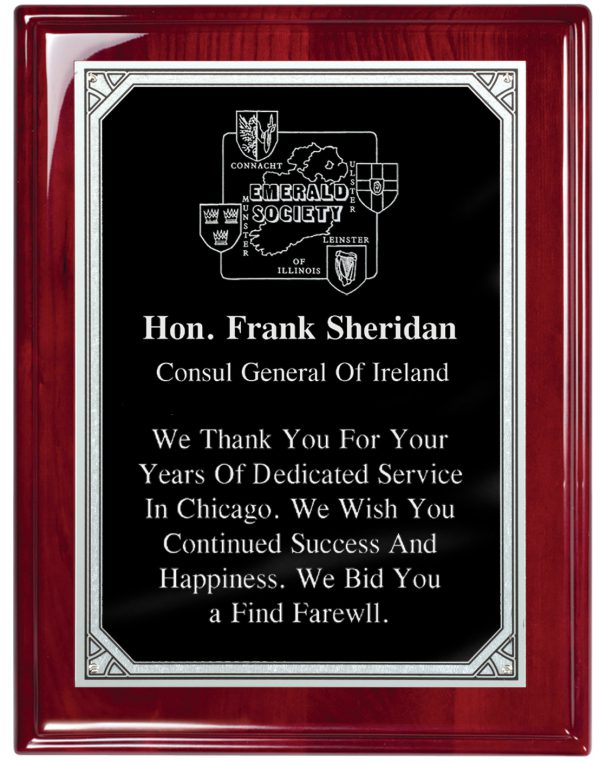 CONNACHT
ULSTER
EMERALD
SOCIETY
MUNSTER
LEINSTER
OF
ILLINOIS
Hon. Frank Sheridan
Consul General Of Ireland
We Thank You For Your
Years Of Dedicated Service
In Chicago. We Wish You
Continued Success And
Happiness. We Bid You
a Find Farewll.